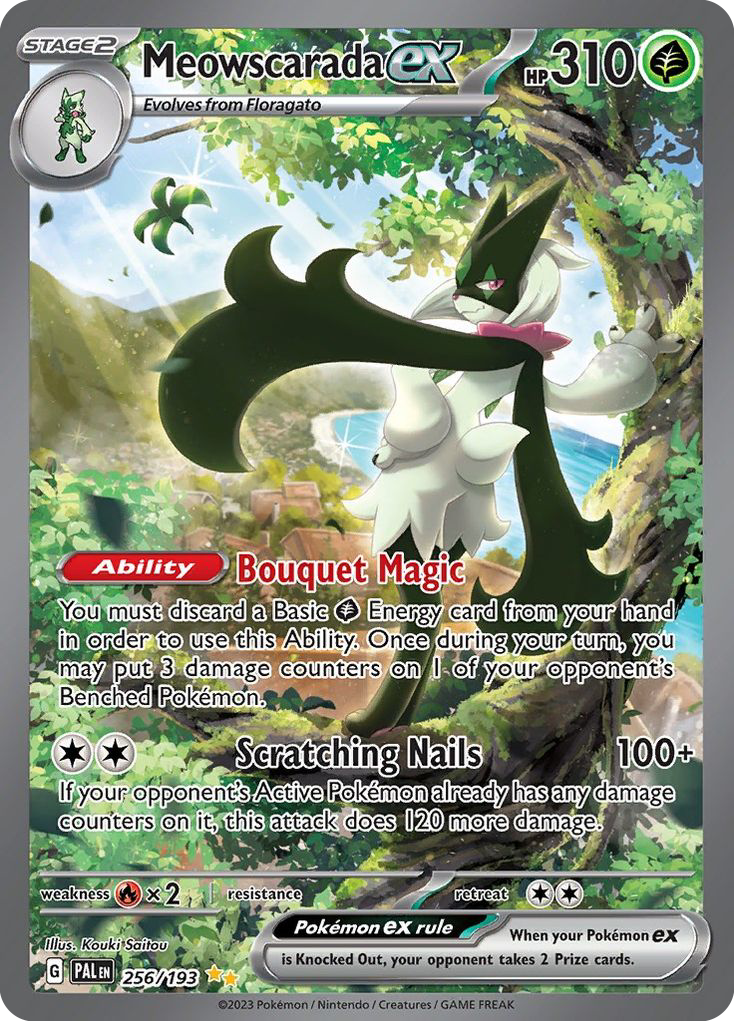 STAGE2
Meowscarada ex HP310
Evolves from Floragato
Ability Bouquet Magic
You must discard a Basic Energy card from your hand
in order to use this Ability. Once during your turn, you
may put 3 damage counters on 1 of your opponent's
Benched Pokémon.
Scratching Nails 100+
If your opponent's Active Pokémon already has any damage
counters on it, this attack does 120 more damage.
weakness ×2 resistance retreat
Illus. Kouki Saitou
Pokémon ex rule
When your Pokémon ex
is Knocked Out, your opponent takes 2 Prize cards.
G PAL EN 256/193
©2023 Pokémon / Nintendo / Creatures / GAME FREAK